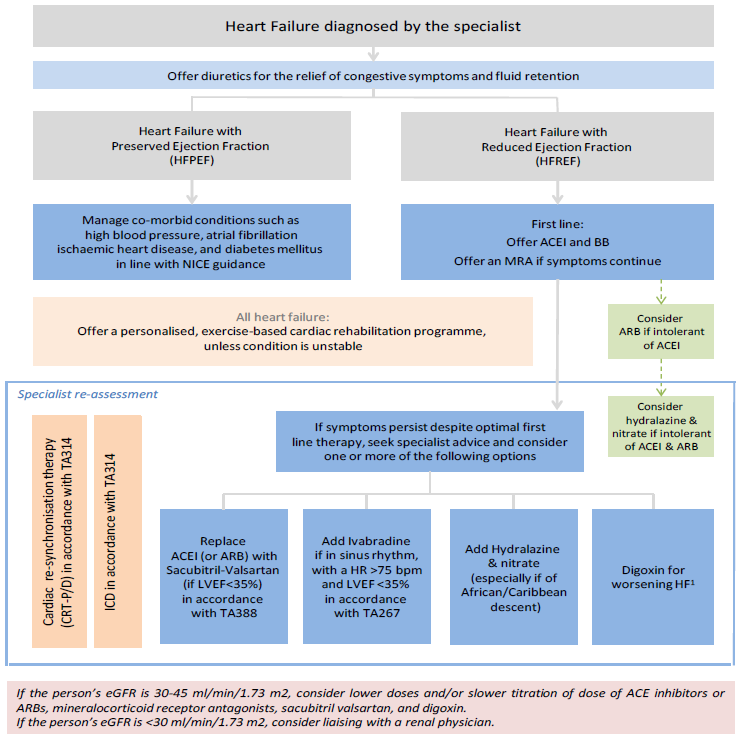 Heart Failure diagnosed by the specialist
Offer diuretics for the relief of congestive symptoms and fluid retention
Heart Failure with
Preserved Ejection Fraction
(HFPEF)
Heart Failure with
Reduced Ejection Fraction
(HFREF)
Manage co-morbid conditions such as
high blood pressure, atrial fibrillation
ischaemic heart disease, and diabetes mellitus
in line with NICE guidance
First line:
Offer ACEI and BB
Offer an MRA if symptoms continue
All heart failure:
Offer a personalised, exercise-based cardiac rehabilitation programme,
unless condition is unstable
Consider
ARB if intolerant
of ACEI
Consider
hydralazine &
nitrate if intolerant
of ACEI & ARB
Specialist re-assessment
Cardiac re-synchronisation therapy
(CRT-P/D) in accordance with TA314
ICD in accordance with TA314
If symptoms persist despite optimal first
line therapy, seek specialist advice and consider
one or more of the following options
Replace
ACEI (or ARB) with
Sacubitril-Valsartan
(if LVEF<35%)
in accordance
with TA388
Add Ivabradine
if in sinus rhythm,
with a HR >75 bpm
and LVEF <35%
in accordance
with TA267
Add Hydralazine
& nitrate
(especially if of
African/Caribbean
descent)
Digoxin for
worsening HF¹
If the person's eGFR is 30-45 ml/min/1.73 m2, consider lower doses and/or slower titration of dose of ACE inhibitors or
ARBs, mineralocorticoid receptor antagonists, sacubitril valsartan, and digoxin.
If the person's eGFR is <30 ml/min/1.73 m2, consider liaising with a renal physician.